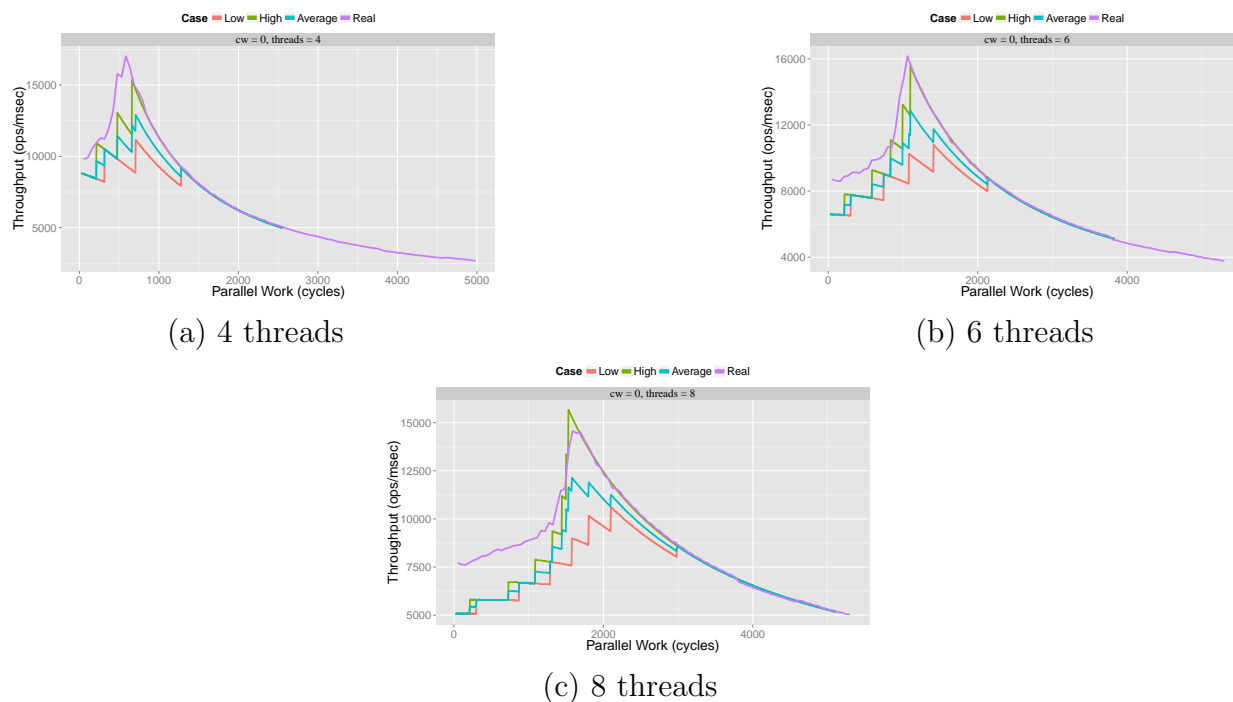 Case Low High Average Real
cw = 0, threads = 4
Throughput (ops/msec)
15000
10000
5000
0 1000 2000 3000 4000 5000
Parallel Work (cycles)
(a) 4 threads
Case Low High Average Real
cw = 0, threads = 6
Throughput (ops/msec)
16000
12000
8000
4000
0 2000 4000
Parallel Work (cycles)
(b) 6 threads
Case Low High Average Real
cw = 0, threads = 8
Throughput (ops/msec)
15000
12500
10000
7500
5000
0 2000 4000
Parallel Work (cycles)
(c) 8 threads